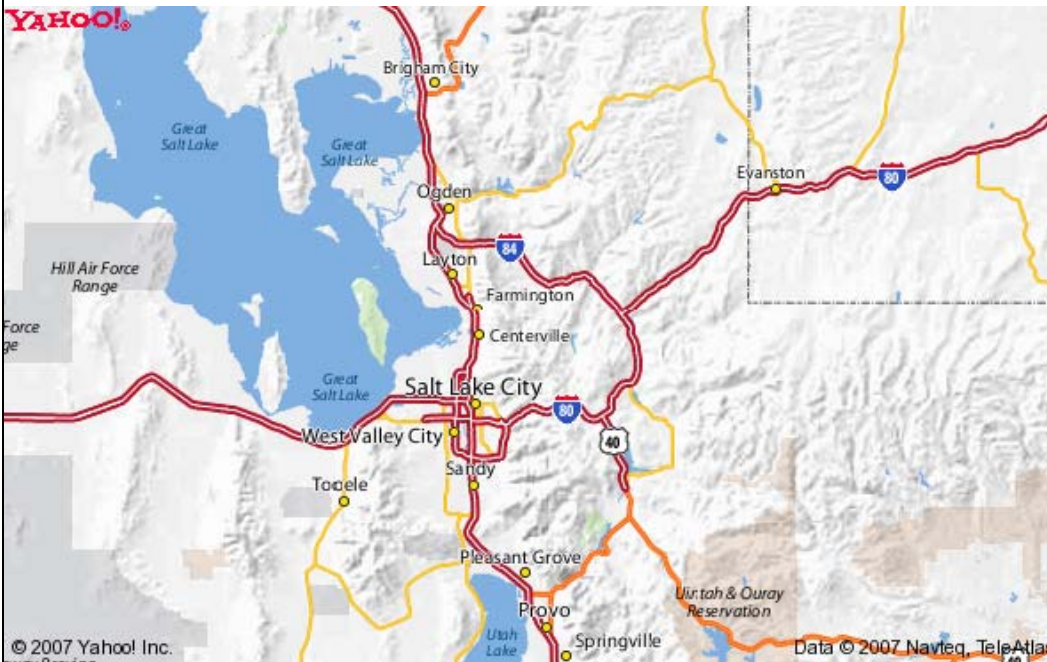 YAHOO!®
Brigham City
Great
Salt Lake
Great
Salt Lake
Evanston
80
Ogden
84
Hill Air Force
Range
Layton
Farmington
Force
ge
Centerville
Great
Salt Lake
Salt Lake City
80
West Valley City
40
Sandy
Tooele
Pleasant Grove
Uintah & Ouray
Reservation
Provo
Utah
Lake
Springville
© 2007 Yahoo! Inc.
Data © 2007 Navteq, TeleAtlas